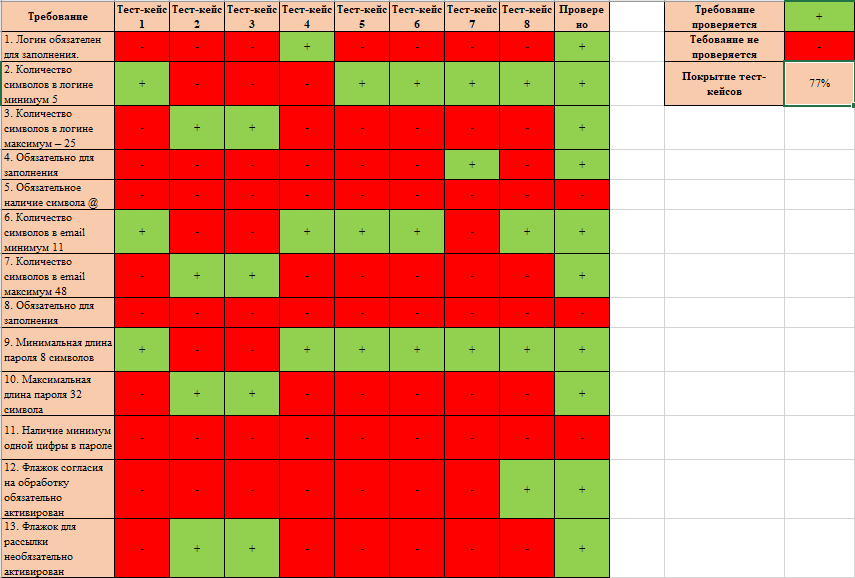 Требование Тест-кейс 1 Тест-кейс 2 Тест-кейс 3 Тест-кейс 4 Тест-кейс 5 Тест-кейс 6 Тест-кейс 7 Тест-кейс 8 Провере но
1. Логин обязателен
для заполнения.
- - - + - - - - +
2. Количество
символов в логине
минимум 5
+ - - - + + + + +
3. Количество
символов в логине
максимум – 25
- + + - - - - - +
4. Обязательно для
заполнения
- - - - - - + - +
5. Обязательное
наличие символа @
- - - - - - - - -
6. Количество
символов в email
минимум 11
+ - - + + + - + +
7. Количество
символов в email
максимум 48
- + + - - - - - +
8. Обязательно для
заполнения
- - - - - - - - -
9. Минимальная длина
пароля 8 символов
+ - - + + + + + +
10. Максимальная
длина пароля 32
символа
- + + - - - - - +
11. Наличие минимум
одной цифры в пароле
- - - - - - - - -
12. Флажок согласия
на обработку
обязательно
активирован
- - - - - - - + +
13. Флажок для
рассылки
необязательно
активирован
- + + - - - - - +
Требование
проверяется
+
Тебование не
проверяется
-
Покрытие тест-
кейсов
77%